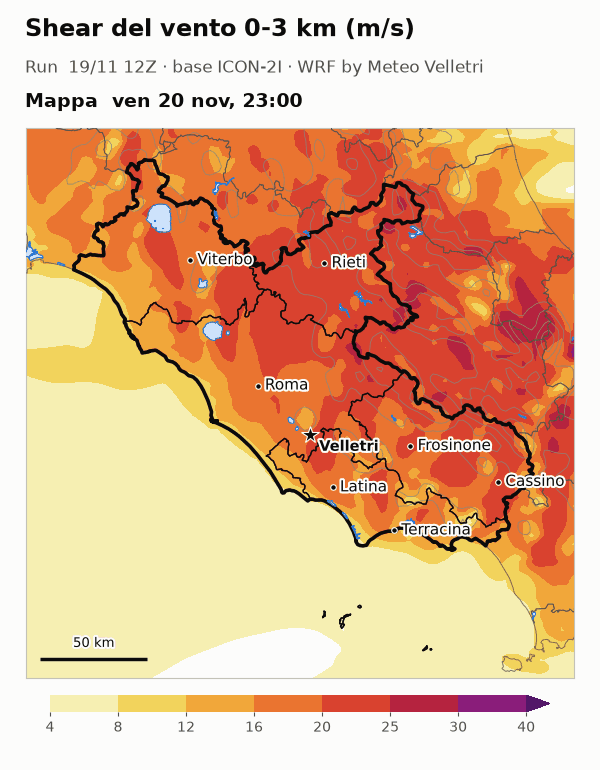 Shear del vento 0-3 km (m/s)
Run  19/11 12Z · base ICON-2I · WRF by Meteo Velletri
Mappa  ven 20 nov, 23:00
Viterbo
Rieti
Roma
Velletri
Frosinone
Latina
Cassino
Terracina
50 km
4 8 12 16 20 25 30 40